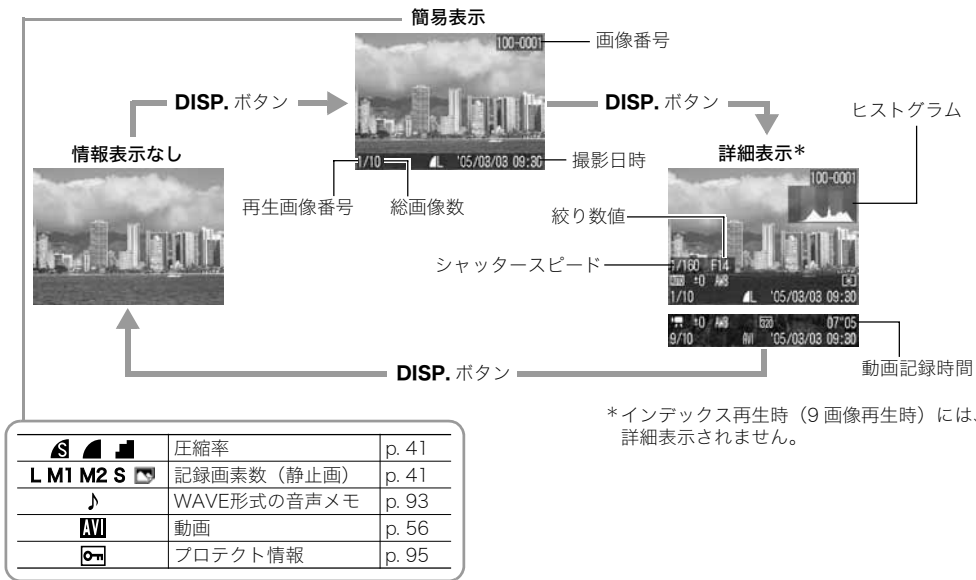 簡易表示
100-0001
画像番号
DISP. ボタン
DISP. ボタン
ヒストグラム
情報表示なし
1/10 L '05/03/03 09:30
撮影日時
詳細表示*
100-0001
再生画像番号
総画像数
絞り数値
シャッタースピード
1/160 F14
AUTO ±0 AWB
1/10 L '05/03/03 09:30
±0 AWB 320 07"05
9/10 AVI '05/03/03 09:30
動画記録時間
DISP. ボタン
*インデックス再生時(9画像再生時)には、
詳細表示されません。
S 圧縮率 p. 41
L M1 M2 S 記録画素数(静止画) p. 41
WAVE形式の音声メモ p. 93
AVI 動画 p. 56
プロテクト情報 p. 95